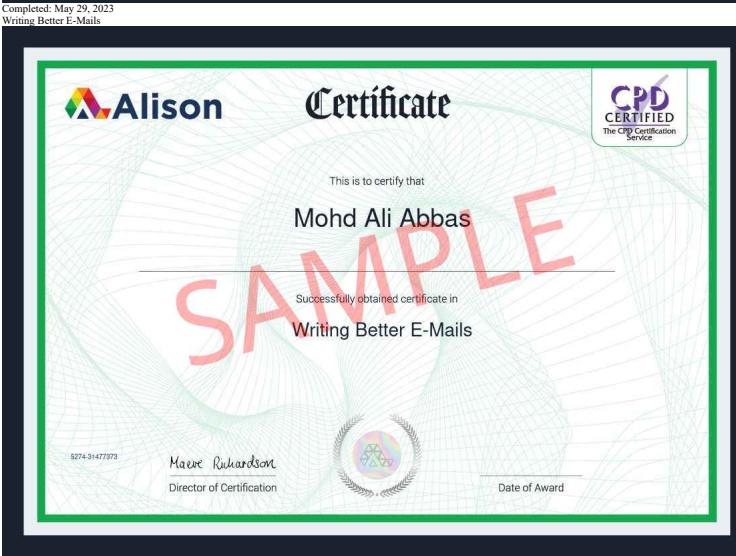 Completed: May 29, 2023
Writing Better E-Mails
Alison
Certificate
CPD
CERTIFIED
The CPD Certification
Service
This is to certify that
Mohd Ali Abbas
SAMPLE
Successfully obtained certificate in
Writing Better E-Mails
5274-31477373
Maeve Richardson
Director of Certification
Date of Award